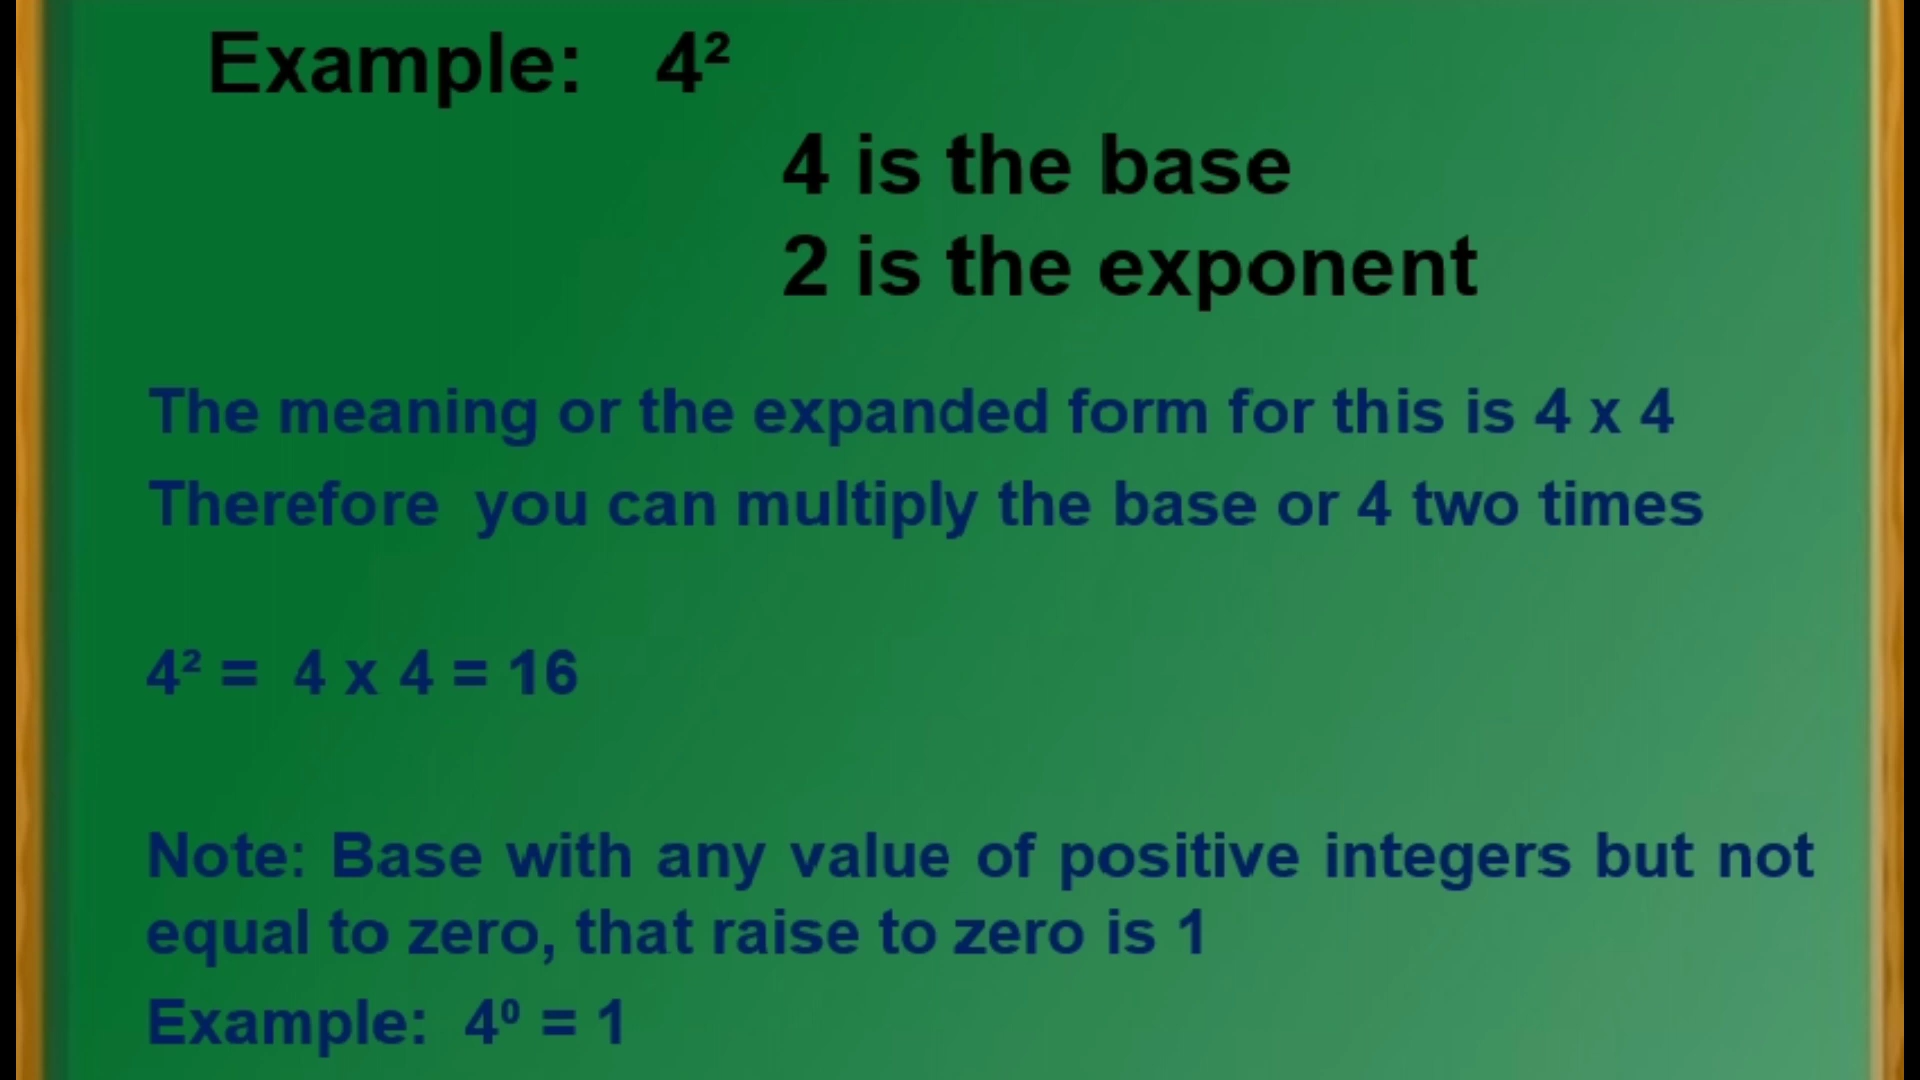 Example: 4²
4 is the base
2 is the exponent
The meaning or the expanded form for this is 4 x 4
Therefore you can multiply the base or 4 two times
4² = 4 x 4 = 16
Note: Base with any value of positive integers but not
equal to zero, that raise to zero is 1
Example: 4⁰ = 1